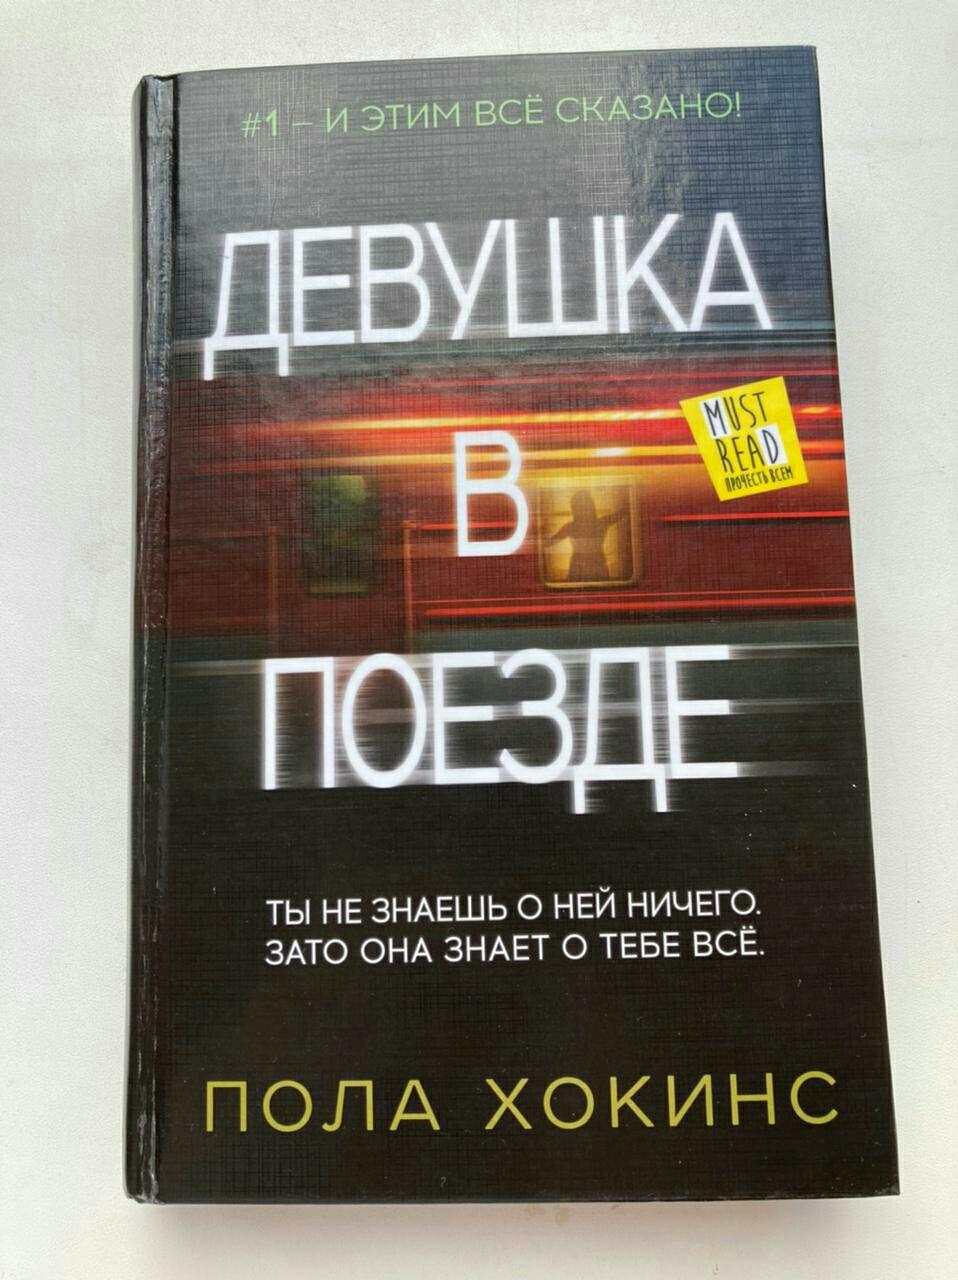 #1 – И ЭТИМ ВСЁ СКАЗАНО!
ДЕВУШКА
В
ПОЕЗДЕ
MUST
READ
ПРОЧЕСТЬ ВСЕМ
ТЫ НЕ ЗНАЕШЬ О НЕЙ НИЧЕГО.
ЗАТО ОНА ЗНАЕТ О ТЕБЕ ВСЁ.
ПОЛА ХОКИНС